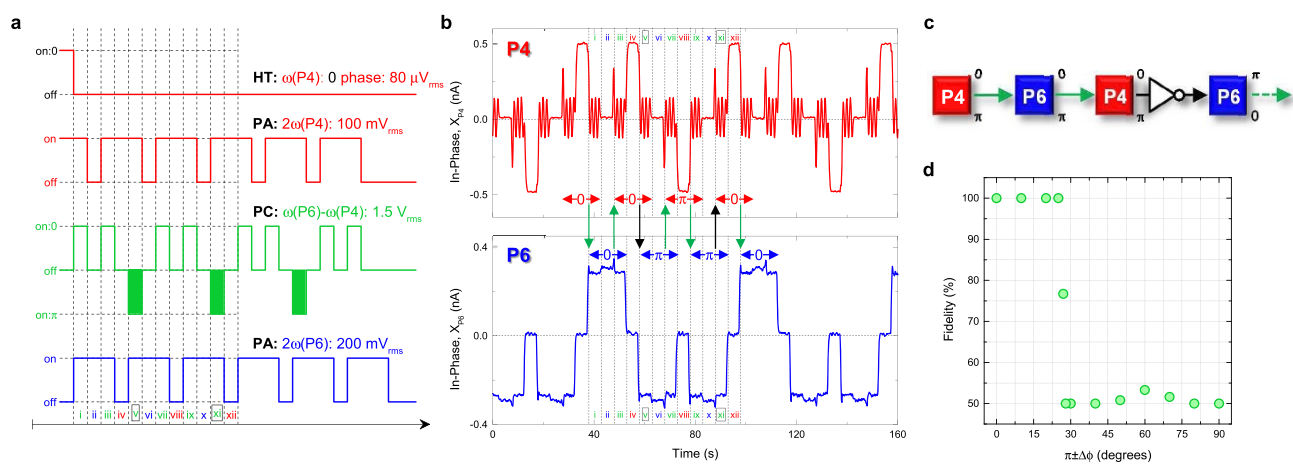 a
on:0
off
HT: ω(P4): 0 phase: 80 μVrms
PA: 2ω(P4): 100 mVrms
on
off
PC: ω(P6)-ω(P4): 1.5 Vrms
on:0
off
on:π
PA: 2ω(P6): 200 mVrms
on
off
i ii iii iv v vi vii viii ix x xi xii
b
P4
i ii iii iv v vi vii viii ix x xi xii
In-Phase, XP4 (nA)
0.5
0.0
-0.5
0 0 π 0
P6
0 π π 0
In-Phase, XP6 (nA)
0.4
0.0
-0.4
i ii iii iv v vi vii viii ix x xi xii
0 40 80 120 160
Time (s)
c
0 0 0 π
P4 P6 P4 P6
π π π 0
d
Fidelity (%)
100
90
80
70
60
50
0 15 30 45 60 75 90
π±Δϕ (degrees)